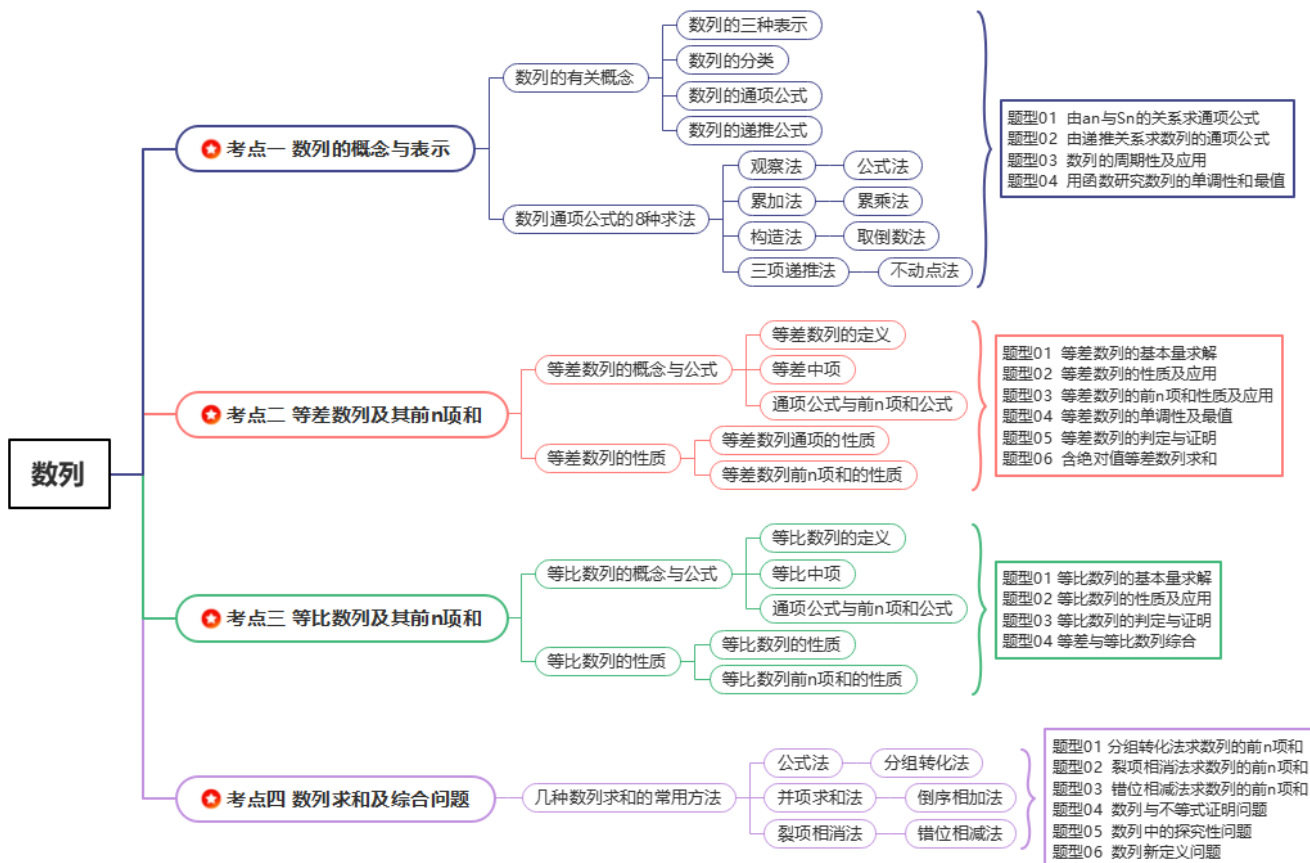 数列
考点一 数列的概念与表示
数列的有关概念
数列的三种表示
数列的分类
数列的通项公式
数列的递推公式
数列通项公式的8种求法
观察法
公式法
累加法
累乘法
构造法
取倒数法
三项递推法
不动点法
题型01 由an与Sn的关系求通项公式
题型02 由递推关系求数列的通项公式
题型03 数列的周期性及应用
题型04 用函数研究数列的单调性和最值
考点二 等差数列及其前n项和
等差数列的概念与公式
等差数列的定义
等差中项
通项公式与前n项和公式
等差数列的性质
等差数列通项的性质
等差数列前n项和的性质
题型01 等差数列的基本量求解
题型02 等差数列的性质及应用
题型03 等差数列的前n项和性质及应用
题型04 等差数列的单调性及最值
题型05 等差数列的判定与证明
题型06 含绝对值等差数列求和
考点三 等比数列及其前n项和
等比数列的概念与公式
等比数列的定义
等比中项
通项公式与前n项和公式
等比数列的性质
等比数列的性质
等比数列前n项和的性质
题型01 等比数列的基本量求解
题型02 等比数列的性质及应用
题型03 等比数列的判定与证明
题型04 等差与等比数列综合
考点四 数列求和及综合问题
几种数列求和的常用方法
公式法
分组转化法
并项求和法
倒序相加法
裂项相消法
错位相减法
题型01 分组转化法求数列的前n项和
题型02 裂项相消法求数列的前n项和
题型03 错位相减法求数列的前n项和
题型04 数列与不等式证明问题
题型05 数列中的探究性问题
题型06 数列新定义问题